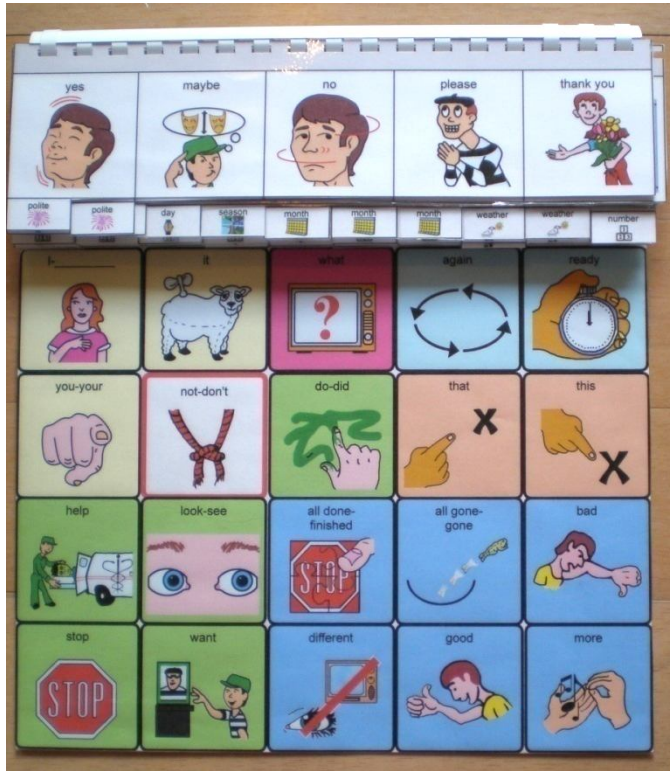 yes
maybe
no
please
thank you
polite
polite
day
season
month
month
month
weather
weather
number
I-________
it
what
?
again
ready
you-your
not-don't
do-did
that
X
this
X
help
look-see
all done-
finished
STOP
all gone-
gone
bad
stop
STOP
want
different
good
more